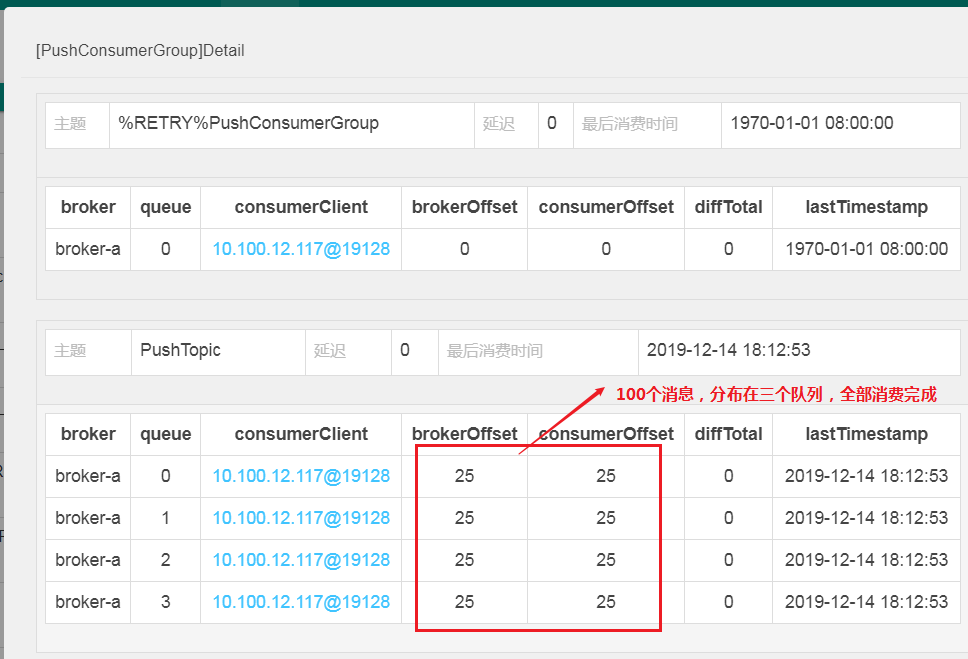 [PushConsumerGroup]Detail
主题 %RETRY%PushConsumerGroup 延迟 0 最后消费时间 1970-01-01 08:00:00
broker queue consumerClient brokerOffset consumerOffset diffTotal lastTimestamp
broker-a 0 10.100.12.117@19128 0 0 0 1970-01-01 08:00:00
主题 PushTopic 延迟 0 最后消费时间 2019-12-14 18:12:53
100个消息，分布在三个队列，全部消费完成
broker queue consumerClient brokerOffset consumerOffset diffTotal lastTimestamp
broker-a 0 10.100.12.117@19128 25 25 0 2019-12-14 18:12:53
broker-a 1 10.100.12.117@19128 25 25 0 2019-12-14 18:12:53
broker-a 2 10.100.12.117@19128 25 25 0 2019-12-14 18:12:53
broker-a 3 10.100.12.117@19128 25 25 0 2019-12-14 18:12:53